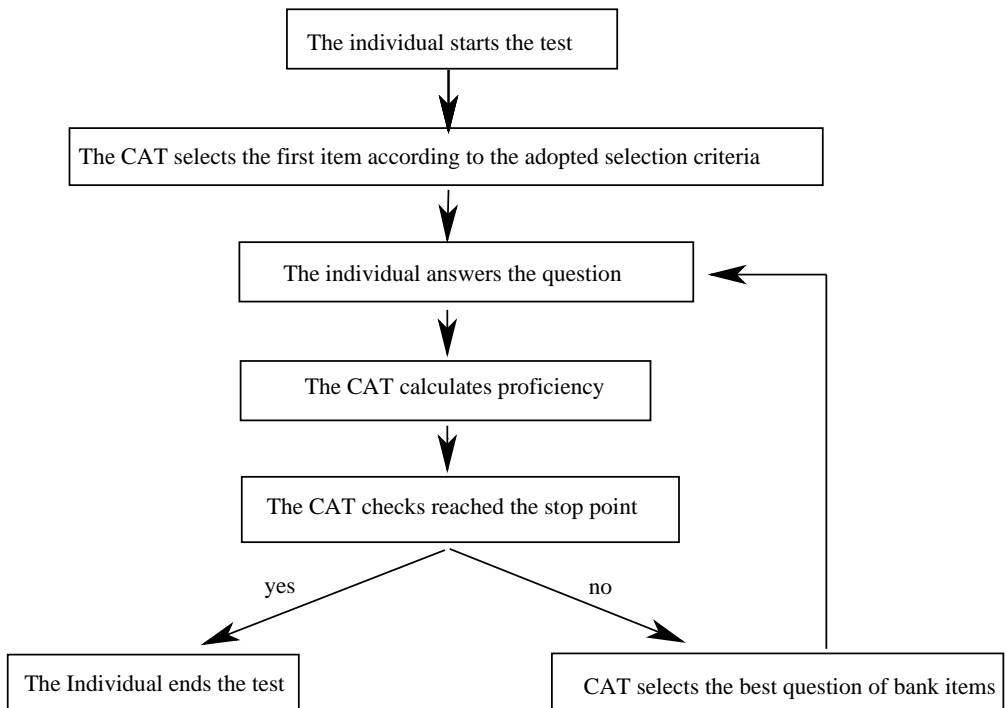 The individual starts the test
The CAT selects the first item according to the adopted selection criteria
The individual answers the question
The CAT calculates proficiency
The CAT checks reached the stop point
yes
no
The Individual ends the test
CAT selects the best question of bank items